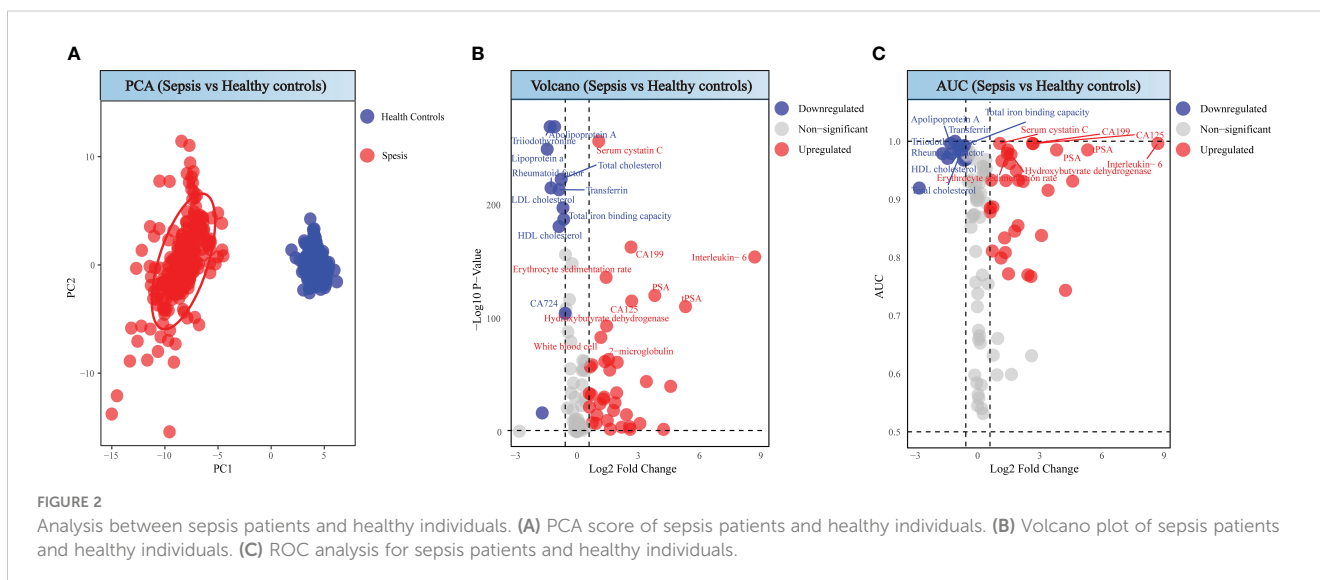 A
B
C
PCA (Sepsis vs Healthy controls)
Health Controls
Spesis
10
0
−10
PC2
−15
−10
−5
0
5
PC1
Volcano (Sepsis vs Healthy controls)
Downregulated
Non−significant
Upregulated
Apolipoprotein A
Triiodothyronine
Serum cystatin C
Lipoprotein a
Total cholesterol
Rheumatoid factor
Transferrin
LDL cholesterol
Total iron binding capacity
HDL cholesterol
CA199
Interleukin− 6
Erythrocyte sedimentation rate
PSA
tPSA
CA724
CA125
Hydroxybutyrate dehydrogenase
White blood cell
2−microglobulin
200
100
0
−Log10 P−Value
−3
0
3
6
9
Log2 Fold Change
AUC (Sepsis vs Healthy controls)
Downregulated
Non−significant
Upregulated
Total iron binding capacity
Apolipoprotein A
Transferrin
Serum cystatin C
CA199
CA125
Triiodoth
Rheum factor
PSA
tPSA
Interleukin− 6
HDL cholesterol
Hydroxybutyrate dehydrogenase
Erythrocyte sedimentation rate
Total cholesterol
1.0
0.9
0.8
0.7
0.6
0.5
AUC
−3
0
3
6
9
Log2 Fold Change
FIGURE 2
Analysis between sepsis patients and healthy individuals. (A) PCA score of sepsis patients and healthy individuals. (B) Volcano plot of sepsis patients
and healthy individuals. (C) ROC analysis for sepsis patients and healthy individuals.